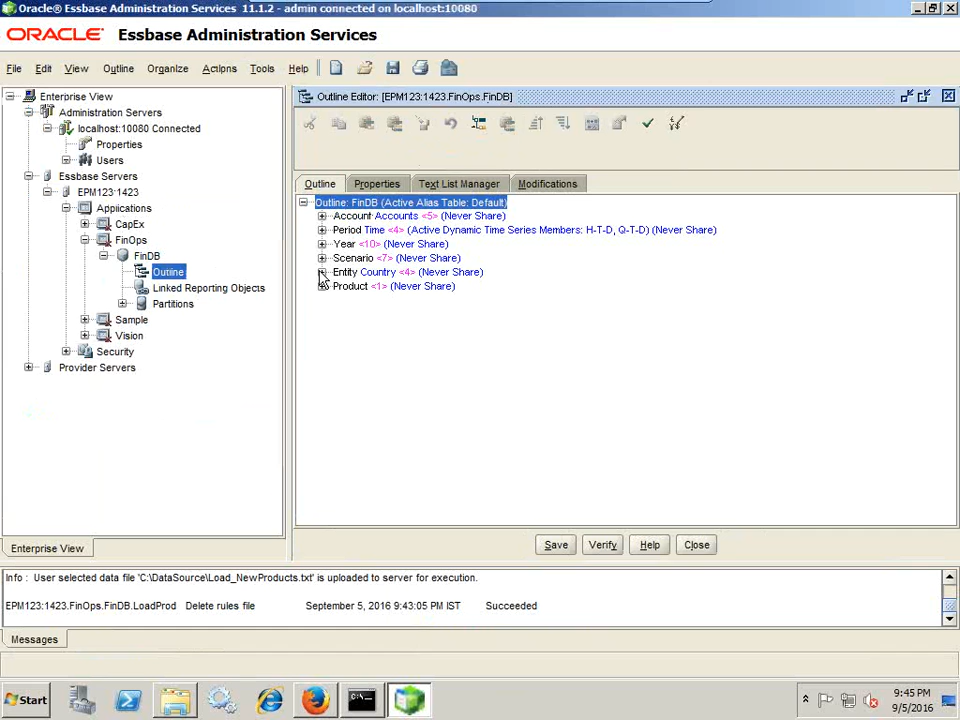 Oracle® Essbase Administration Services 11.1.2 - admin connected on localhost:10080
ORACLE® Essbase Administration Services
File Edit View Outline Organize Actions Tools Help
Enterprise View
Administration Servers
localhost:10080 Connected
Properties
Users
Essbase Servers
EPM123:1423
Applications
CapEx
FinOps
FinDB
Outline
Linked Reporting Objects
Partitions
Sample
Vision
Security
Provider Servers
Enterprise View
Outline Editor: [EPM123:1423.FinOps.FinDB]
Outline Properties Text List Manager Modifications
Outline: FinDB (Active Alias Table: Default)
Account Accounts <5> (Never Share)
Period Time <4> (Active Dynamic Time Series Members: H-T-D, Q-T-D) (Never Share)
Year <10> (Never Share)
Scenario <7> (Never Share)
Entity Country <4> (Never Share)
Product <1> (Never Share)
Save Verify Help Close
Info : User selected data file 'C:\DataSource\Load_NewProducts.txt' is uploaded to server for execution.
EPM123:1423.FinOps.FinDB.LoadProd Delete rules file September 5, 2016 9:43:05 PM IST Succeeded
Messages
Start
9:45 PM
9/5/2016